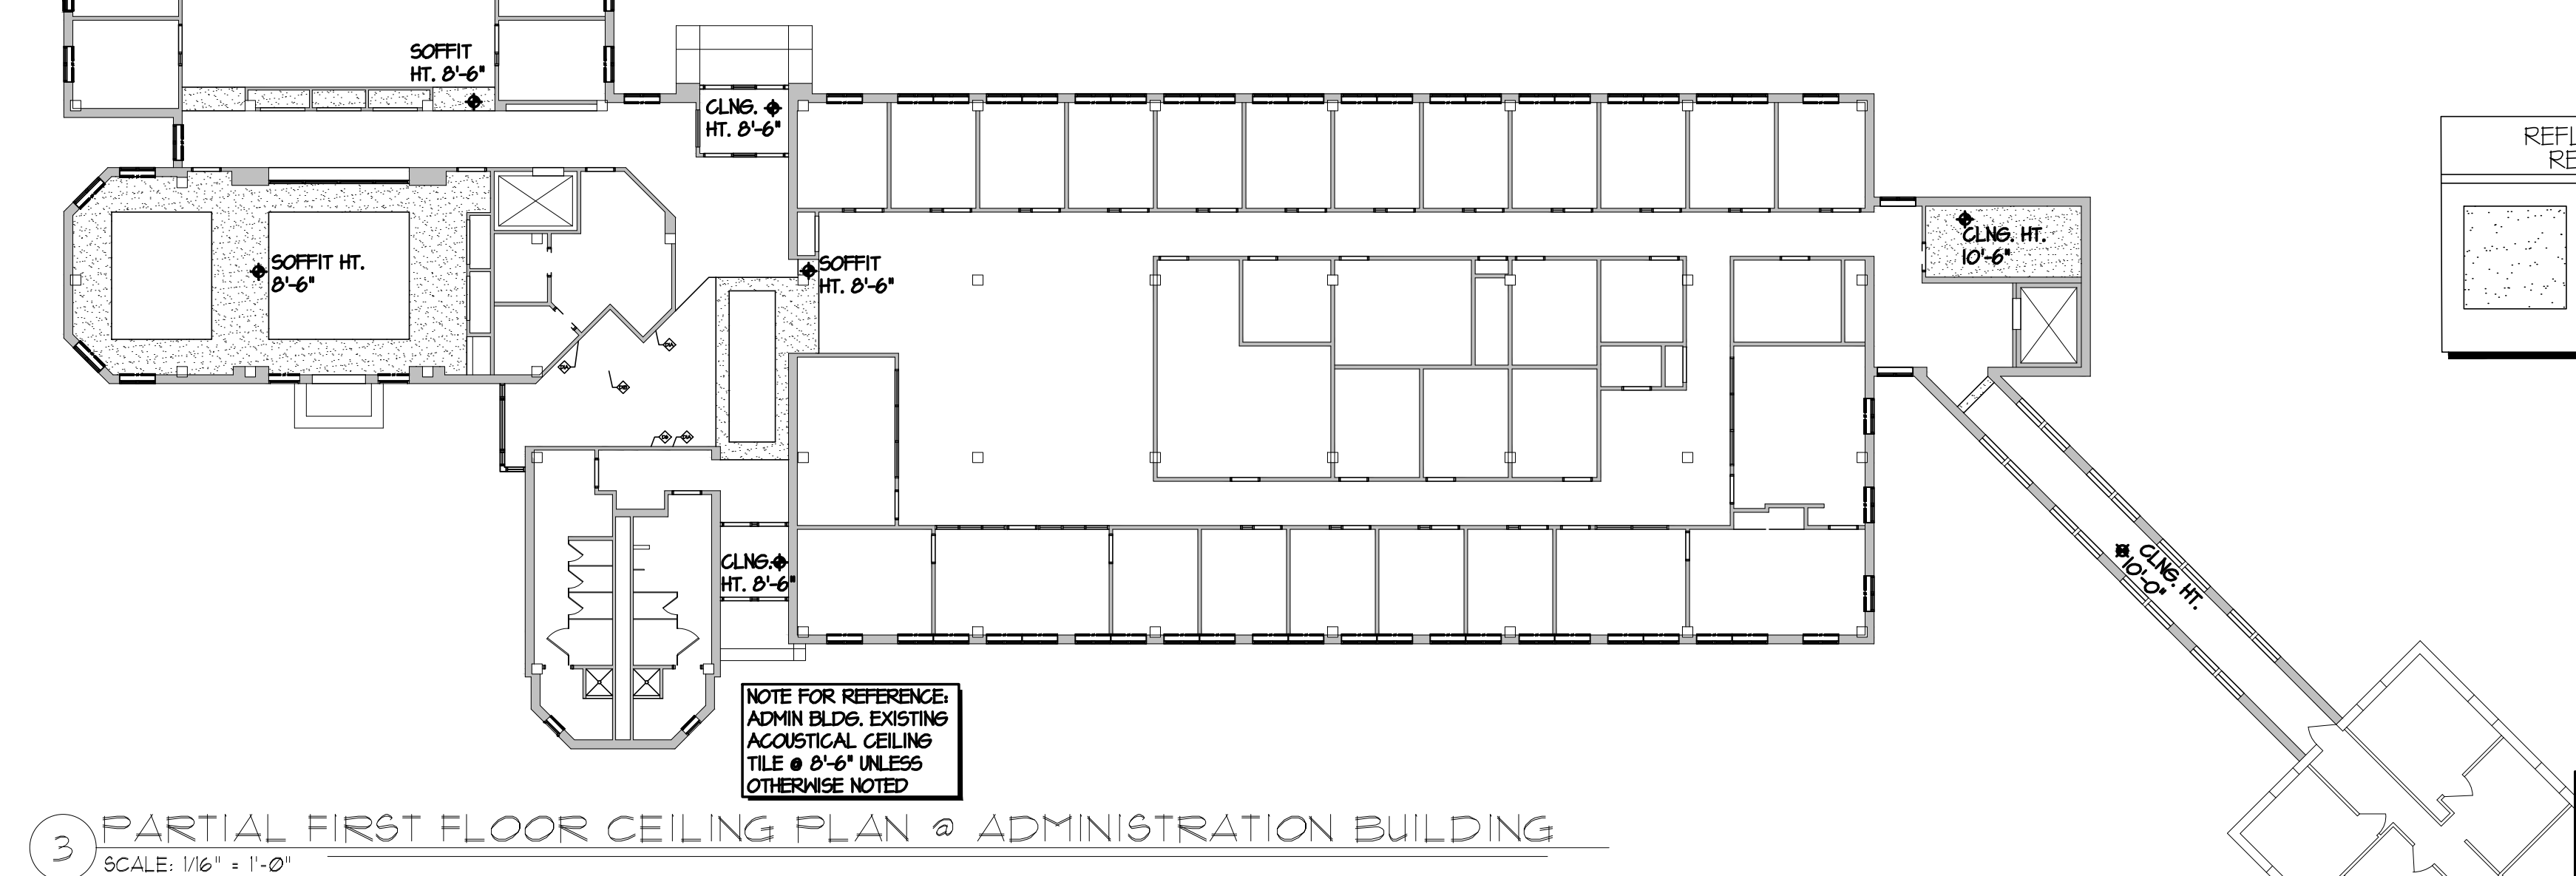 SOFFIT
HT. 8'-6"
CLNG.
HT. 8'-6"
REFL
RE
SOFFIT HT.
8'-6"
SOFFIT
HT. 8'-6"
CLNG. HT.
10'-6"
CLNG.
HT. 8'-6"
CLNG. HT.
10'-0"
NOTE FOR REFERENCE:
ADMIN BLDG. EXISTING
ACOUSTICAL CEILING
TILE @ 8'-6" UNLESS
OTHERWISE NOTED
3
PARTIAL FIRST FLOOR CEILING PLAN @ ADMINISTRATION BUILDING
SCALE: 1/16" = 1'-0"